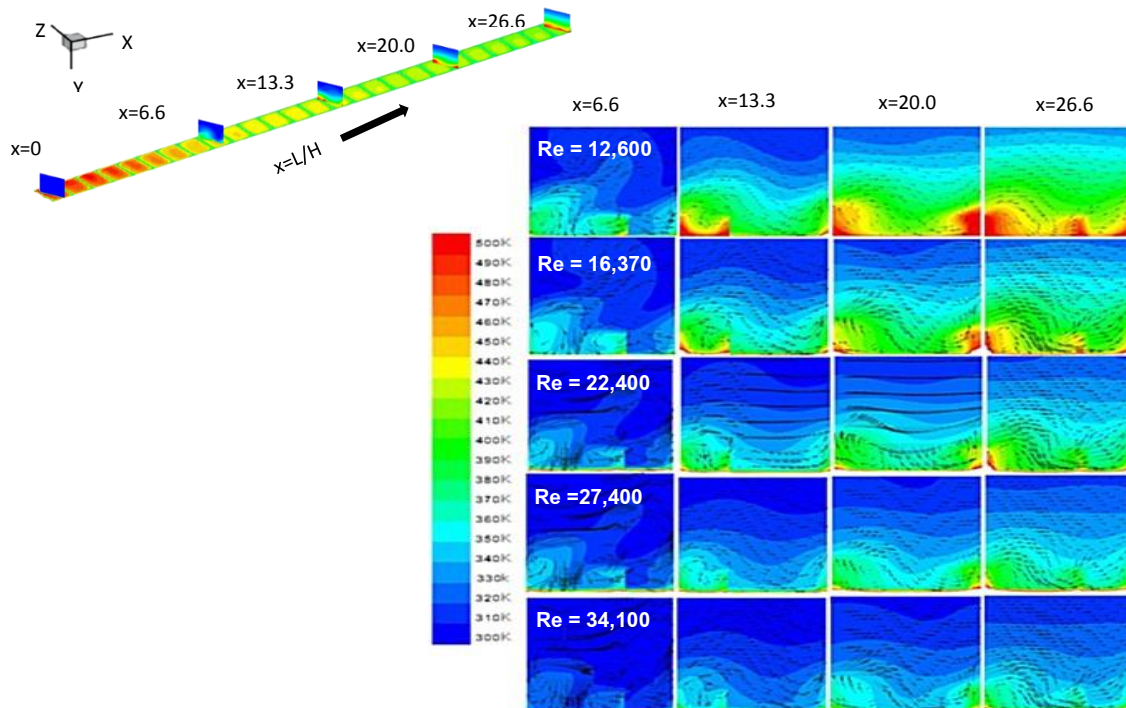 Z
X
Y
x=0
x=6.6
x=13.3
x=20.0
x=26.6
x=L/H
x=6.6 x=13.3 x=20.0 x=26.6
Re = 12,600
Re = 16,370
Re = 22,400
Re =27,400
Re = 34,100
500K
490K
480K
470K
460K
450K
440K
430K
420K
410K
400K
390K
380K
370K
360K
350K
340K
330k
320K
310K
300K